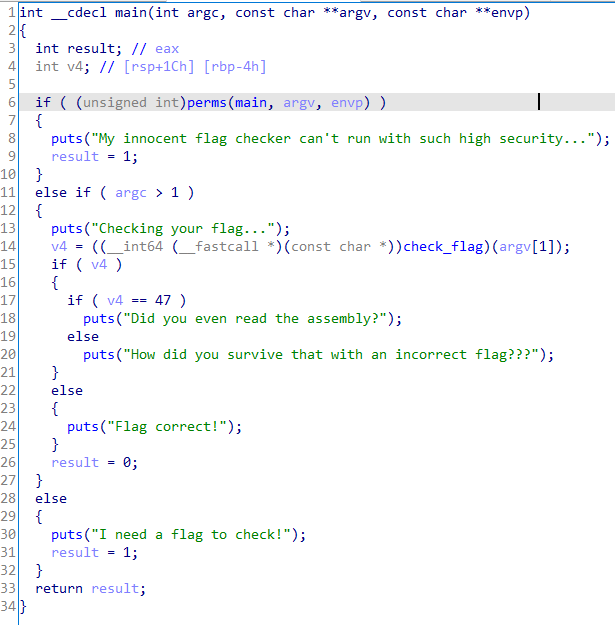 1 int __cdecl main(int argc, const char **argv, const char **envp)
2 {
3   int result; // eax
4   int v4; // [rsp+1Ch] [rbp-4h]
5
6   if ( (unsigned int)perms(main, argv, envp) )
7   {
8     puts("My innocent flag checker can't run with such high security...");
9     result = 1;
10   }
11   else if ( argc > 1 )
12   {
13     puts("Checking your flag...");
14     v4 = ((__int64 (__fastcall *)(const char *))check_flag)(argv[1]);
15     if ( v4 )
16     {
17       if ( v4 == 47 )
18         puts("Did you even read the assembly?");
19       else
20         puts("How did you survive that with an incorrect flag???");
21     }
22     else
23     {
24       puts("Flag correct!");
25     }
26     result = 0;
27   }
28   else
29   {
30     puts("I need a flag to check!");
31     result = 1;
32   }
33   return result;
34 }